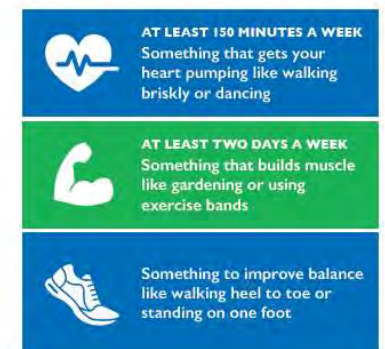 AT LEAST 150 MINUTES A WEEK
Something that gets your
heart pumping like walking
briskly or dancing
AT LEAST TWO DAYS A WEEK
Something that builds muscle
like gardening or using
exercise bands
Something to improve balance
like walking heel to toe or
standing on one foot